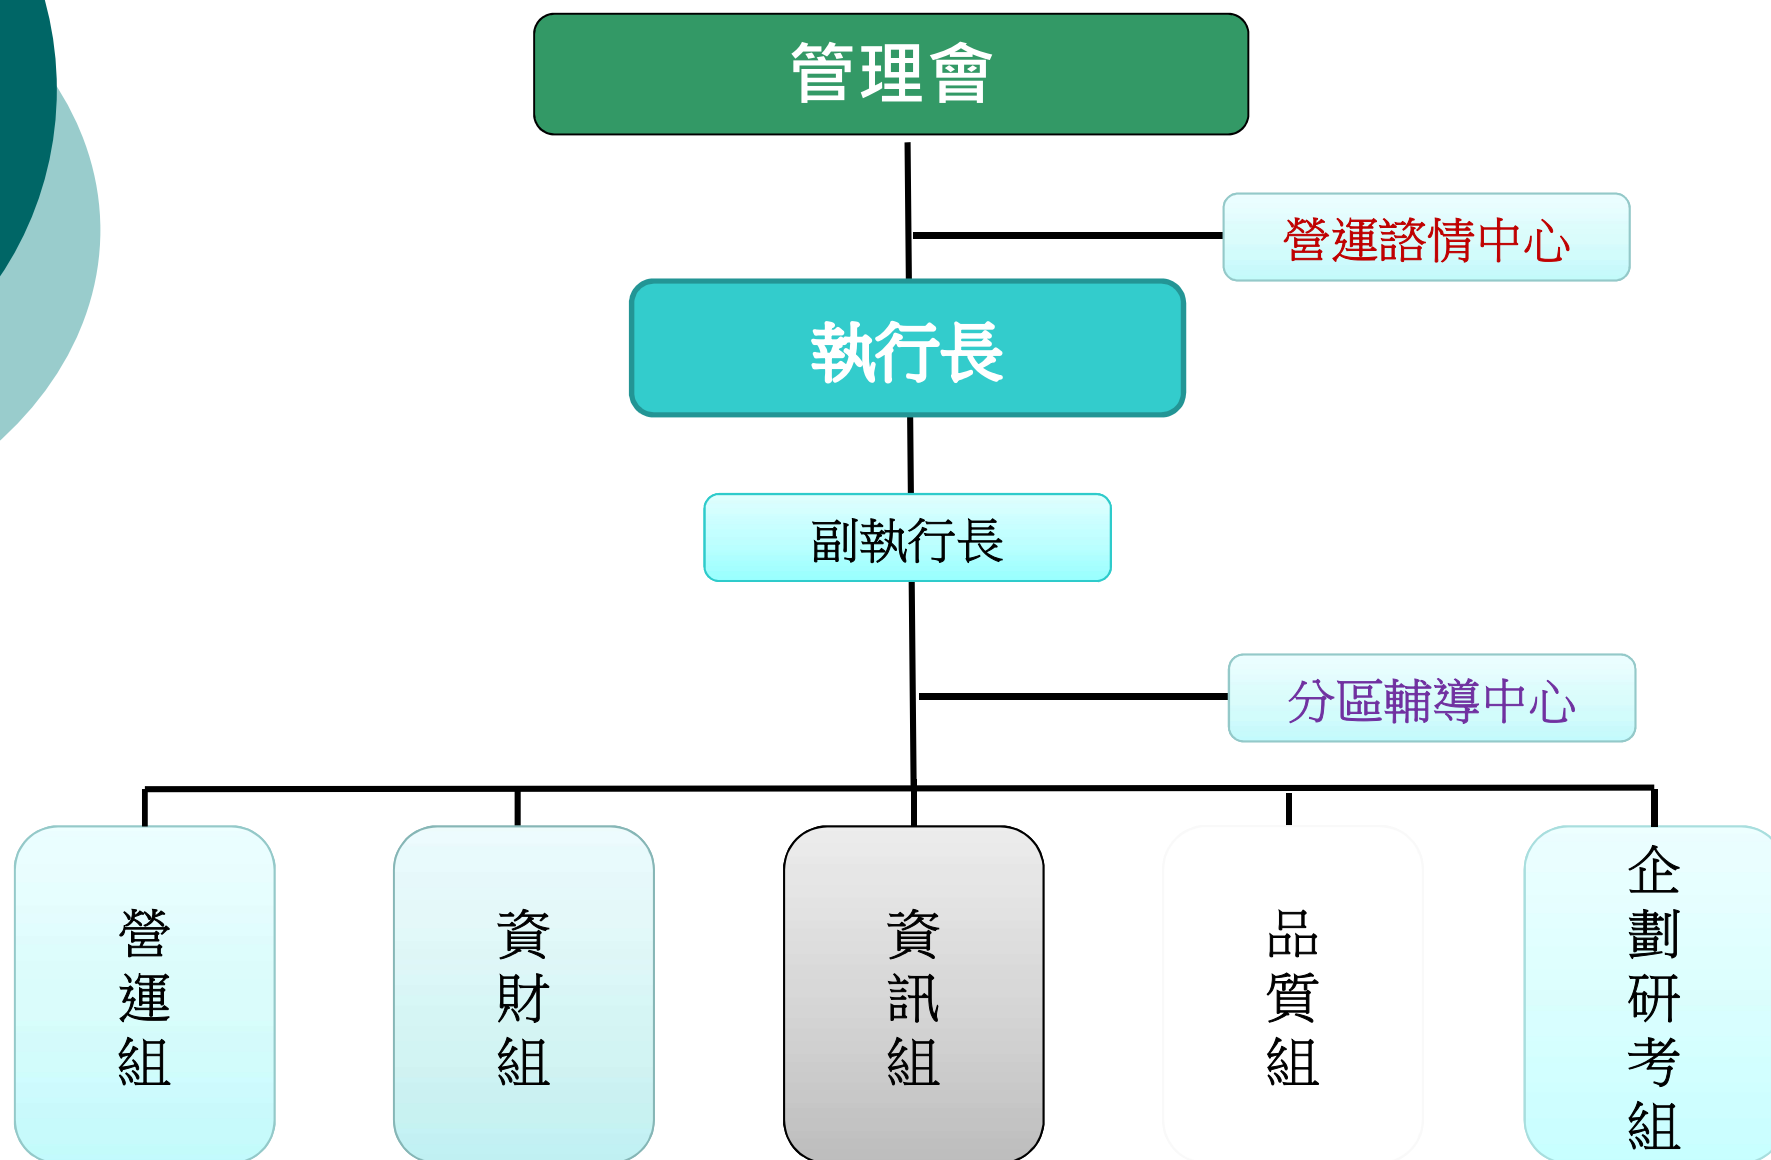 管理會
營運諮情中心
執行長
副執行長
分區輔導中心
營運組
資財組
資訊組
品質組
企劃研考組